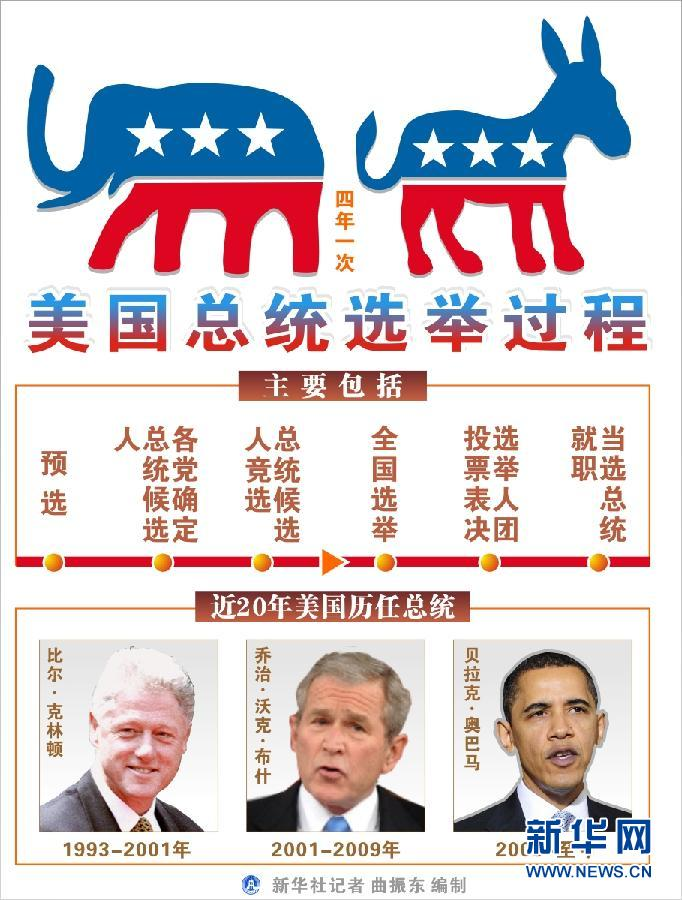 四年一次
美国总统选举过程
主要包括
预选
各党确定
总统候选
人
总统候选
人竞选
全国选举
选举人团
投票表决
当选总统
就职
近20年美国历任总统
比尔·克林顿
乔治·沃克·布什
贝拉克·奥巴马
1993-2001年
2001-2009年
新华网
WWW.NEWS.CN
新华社记者 曲振东 编制